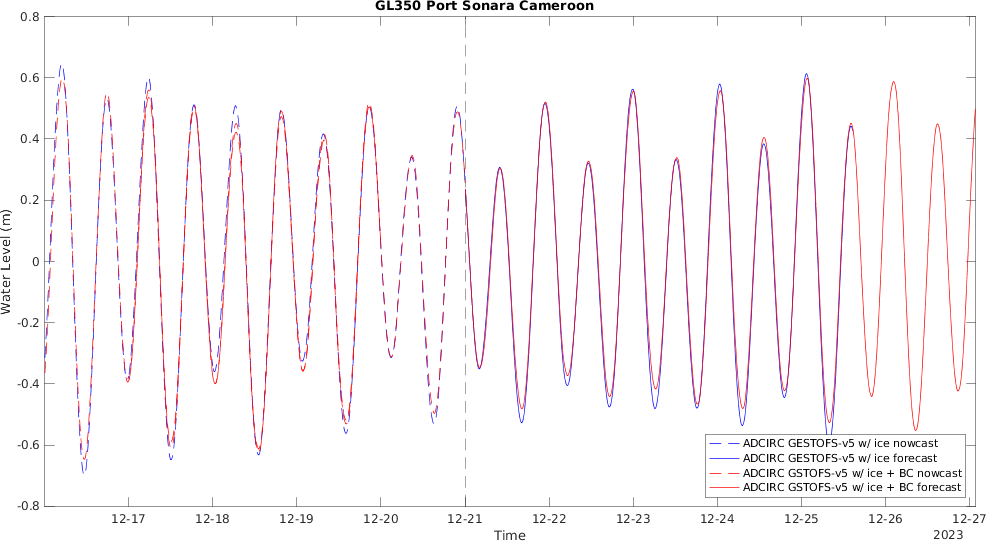 GL350 Port Sonara Cameroon
0.8
0.6
0.4
0.2
0
-0.2
-0.4
-0.6
-0.8
Water Level (m)
ADCIRC GESTOFS-v5 w/ ice nowcast
ADCIRC GESTOFS-v5 w/ ice forecast
ADCIRC GSTOFS-v5 w/ ice + BC nowcast
ADCIRC GSTOFS-v5 w/ ice + BC forecast
12-17 12-18 12-19 12-20 12-21 12-22 12-23 12-24 12-25 12-26 12-27
Time
2023